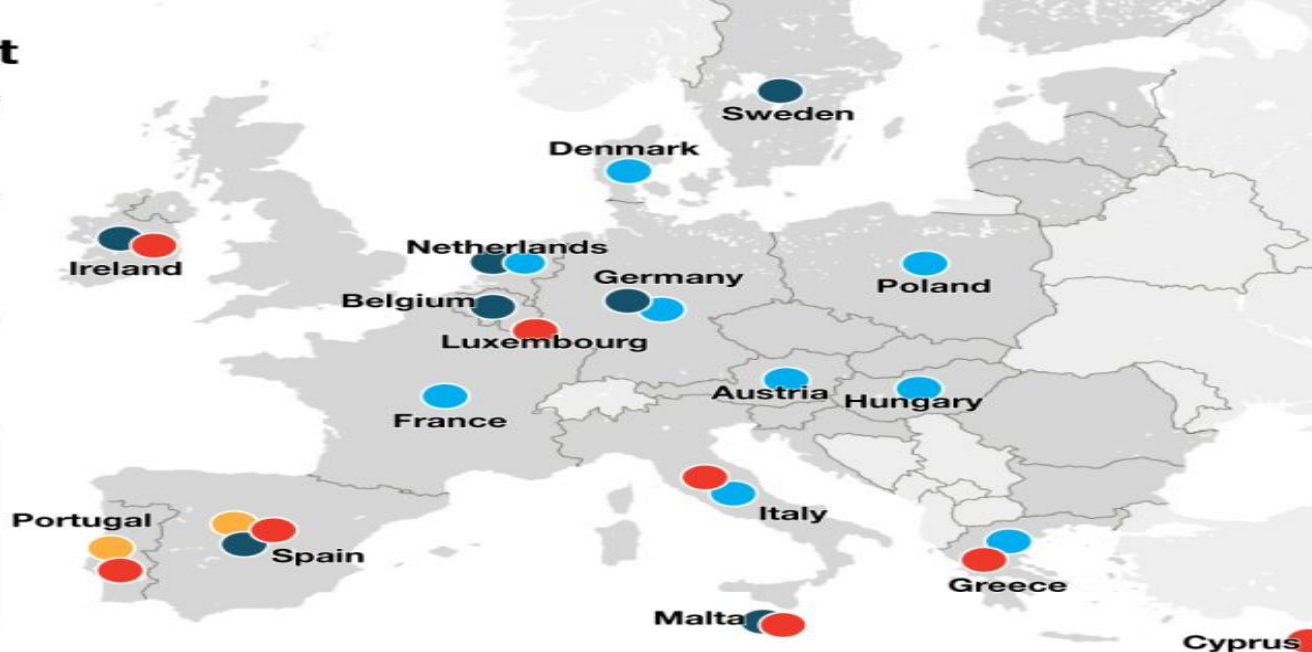 t
Sweden
Denmark
Netherlands
Ireland
Germany
Poland
Belgium
Luxembourg
Austria
Hungary
France
Portugal
Italy
Spain
Greece
Malta
Cyprus